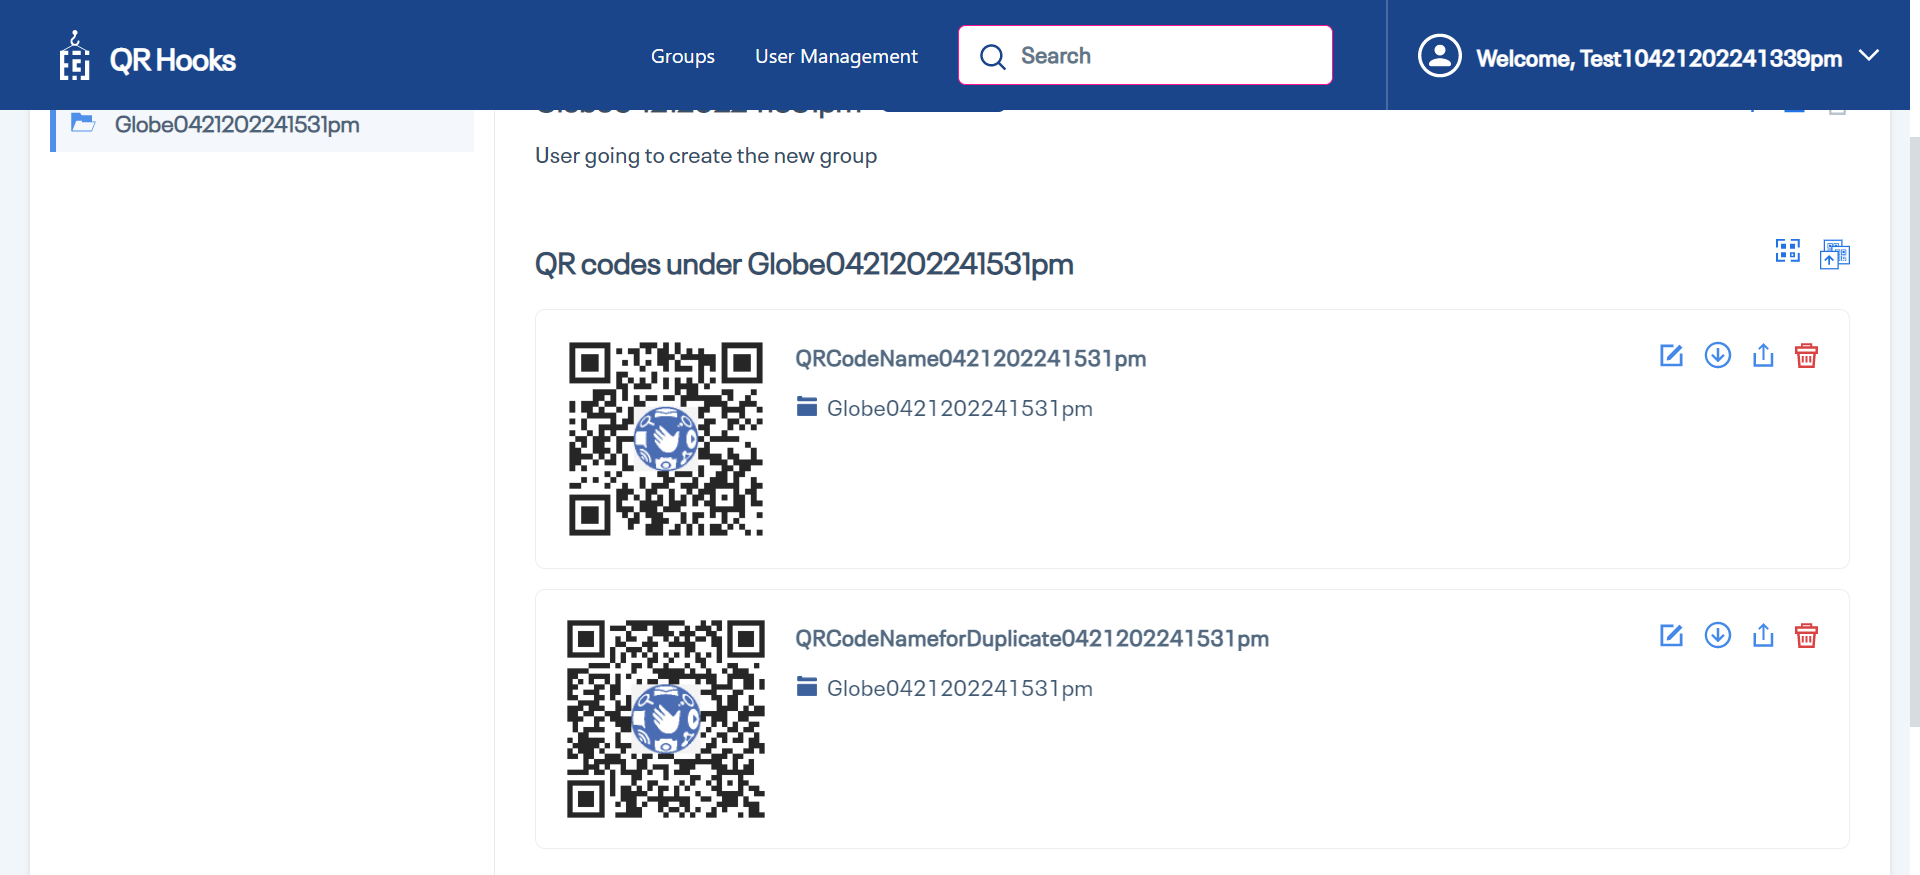 QR Hooks
Groups
User Management
Search
Welcome, Test10421202241339pm
Globe0421202241531pm
Globe0421202241531pm
User going to create the new group
QR codes under Globe0421202241531pm
QRCodeName0421202241531pm
Globe0421202241531pm
QRCodeNameforDuplicate0421202241531pm
Globe0421202241531pm